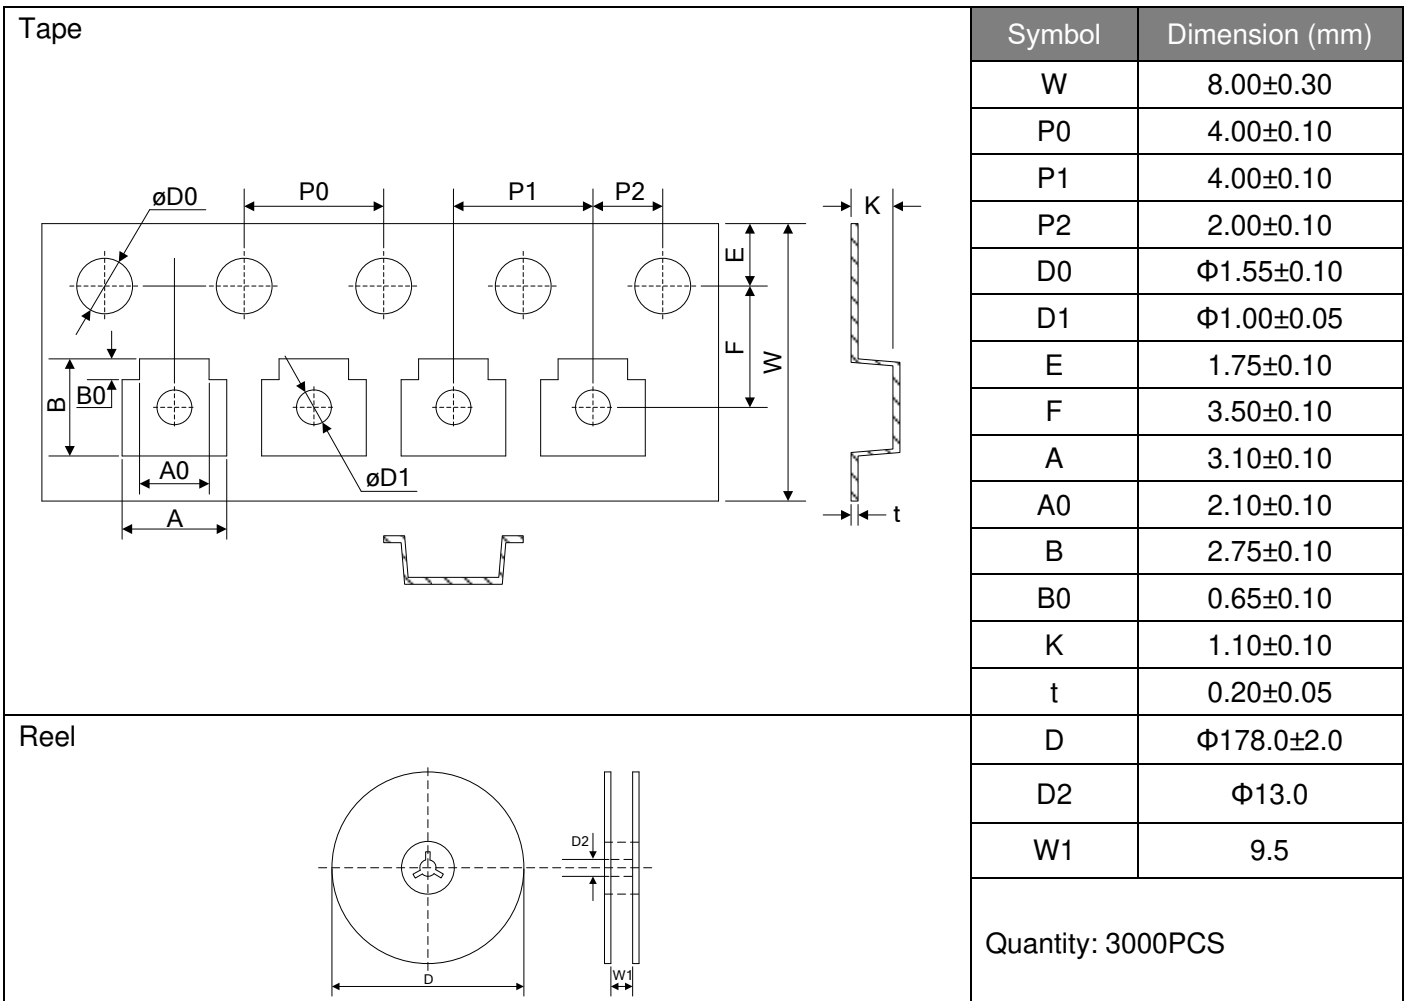 Tape
øD0
P0
P1
P2
K
E
F
W
B
B0
A0
A
øD1
t
Symbol Dimension (mm)
W 8.00±0.30
P0 4.00±0.10
P1 4.00±0.10
P2 2.00±0.10
D0 Φ1.55±0.10
D1 Φ1.00±0.05
E 1.75±0.10
F 3.50±0.10
A 3.10±0.10
A0 2.10±0.10
B 2.75±0.10
B0 0.65±0.10
K 1.10±0.10
t 0.20±0.05
Reel
D2
D
W1
D Φ178.0±2.0
D2 Φ13.0
W1 9.5
Quantity: 3000PCS